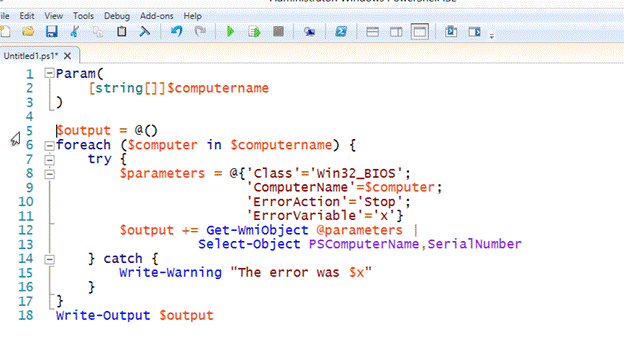 File Edit View Tools Debug Add-ons Help
Untitled1.ps1* X
1 Param(
2 [string[]]$computername
3 )
4
5 $output = @()
6 foreach ($computer in $computername) {
7 try {
8 $parameters = @{'Class'='Win32_BIOS';
9 'ComputerName'=$computer;
10 'ErrorAction'='Stop';
11 'ErrorVariable'='x'}
12 $output += Get-WmiObject @parameters |
13 Select-Object PSComputerName,SerialNumber
14 } catch {
15 Write-Warning "The error was $x"
16 }
17 }
18 Write-Output $output